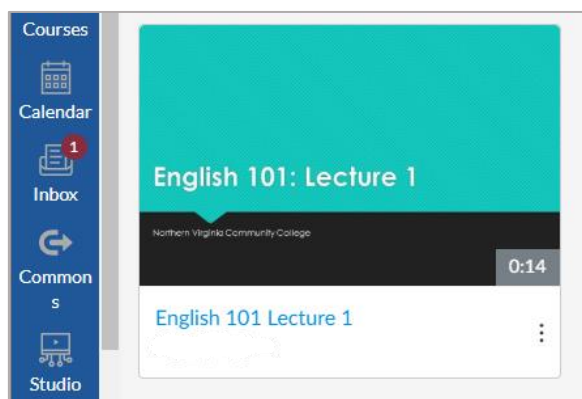 Courses
Calendar
1
Inbox
Common
s
Studio
English 101: Lecture 1
Northern Virginia Community College
0:14
English 101 Lecture 1